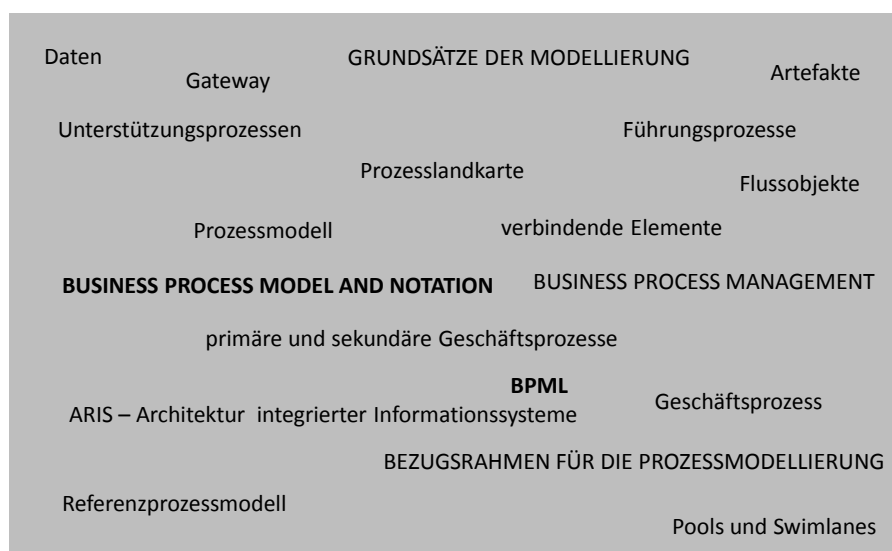 Daten
GRUNDSÄTZE DER MODELLIERUNG
Artefakte
Gateway
Unterstützungsprozessen
Führungsprozesse
Prozesslandkarte
Flussobjekte
Prozessmodell
verbindende Elemente
BUSINESS PROCESS MODEL AND NOTATION
BUSINESS PROCESS MANAGEMENT
primäre und sekundäre Geschäftsprozesse
BPML
Geschäftsprozess
ARIS – Architektur integrierter Informationssysteme
BEZUGSRAHMEN FÜR DIE PROZESSMODELLIERUNG
Referenzprozessmodell
Pools und Swimlanes